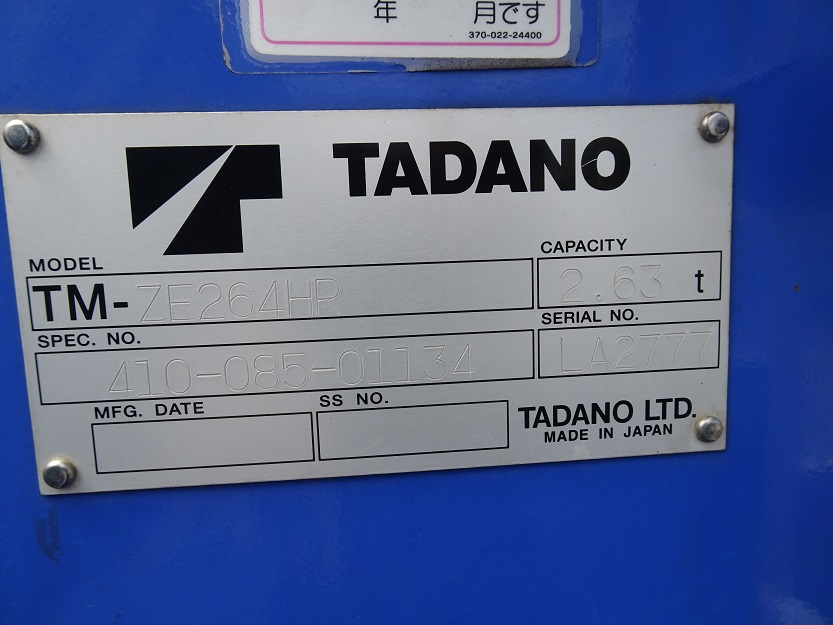 年 月です
370-022-24400
TADANO
MODEL
CAPACITY
TM-ZE264HR
2.63 t
SPEC. NO.
SERIAL NO.
410-085-01134
LA2777
MFG. DATE
SS NO.
TADANO LTD.
MADE IN JAPAN